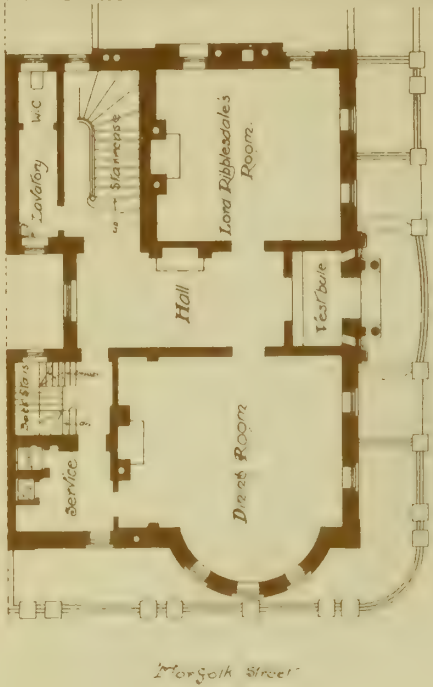 W.C
Lavatory
Staircase
Lord Ribblesdale's
Room.
Hall
Vestibule
Back Stairs
Service
Dining Room
Norfolk Street